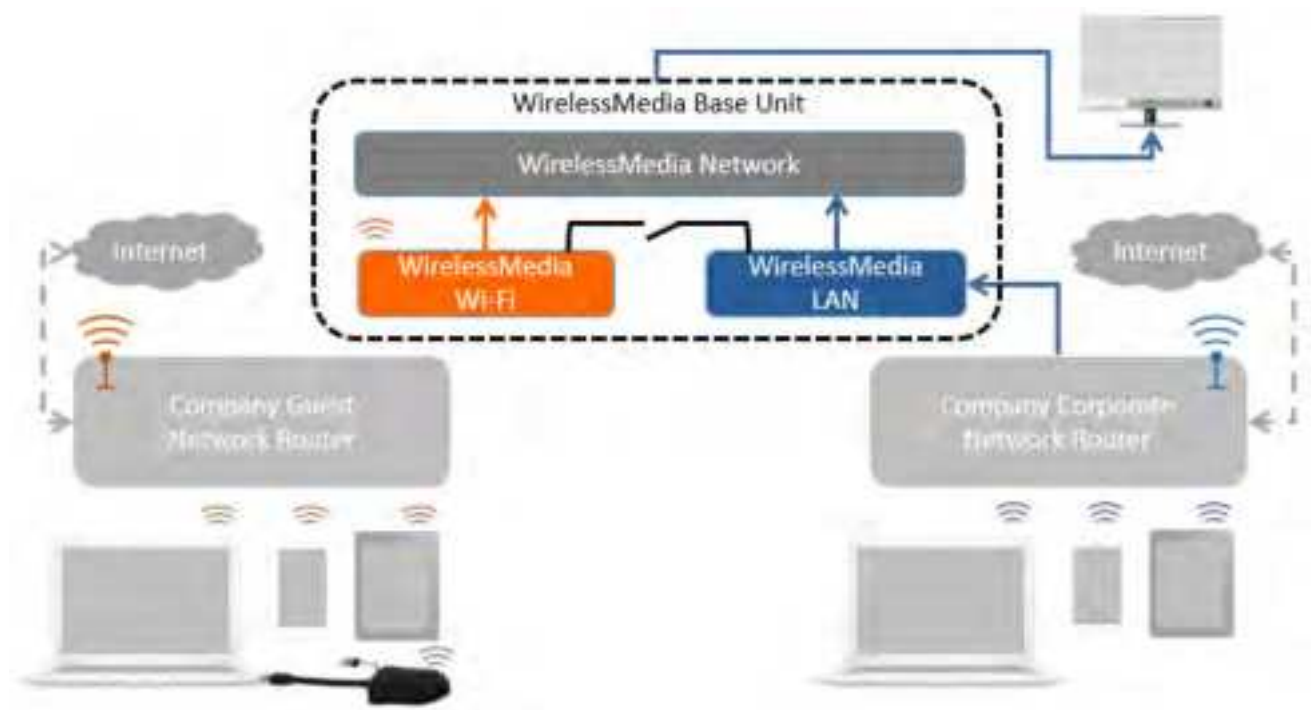 WirelessMedia Base Unit
WirelessMedia Network
Internet
WirelessMedia
Wi-Fi
WirelessMedia
LAN
Internet
Company Guest
Network Router
Company Corporate
Network Router